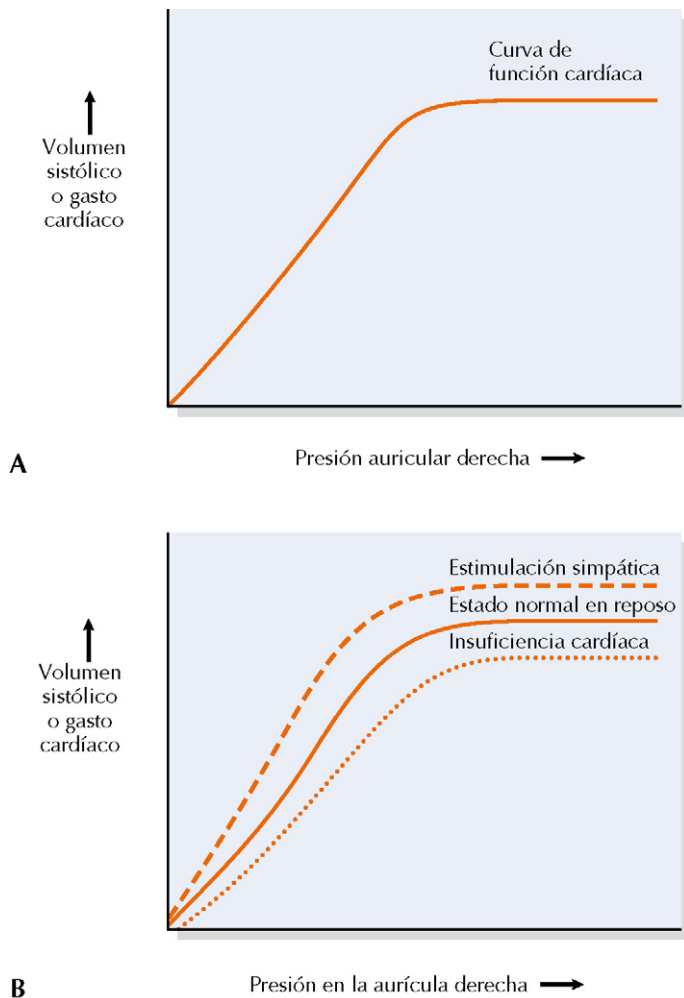 Curva de
función cardíaca
Volumen
sistólico
o gasto
cardíaco
A
Presión auricular derecha
Estimulación simpática
Estado normal en reposo
Insuficiencia cardíaca
Volumen
sistólico
o gasto
cardíaco
B
Presión en la aurícula derecha